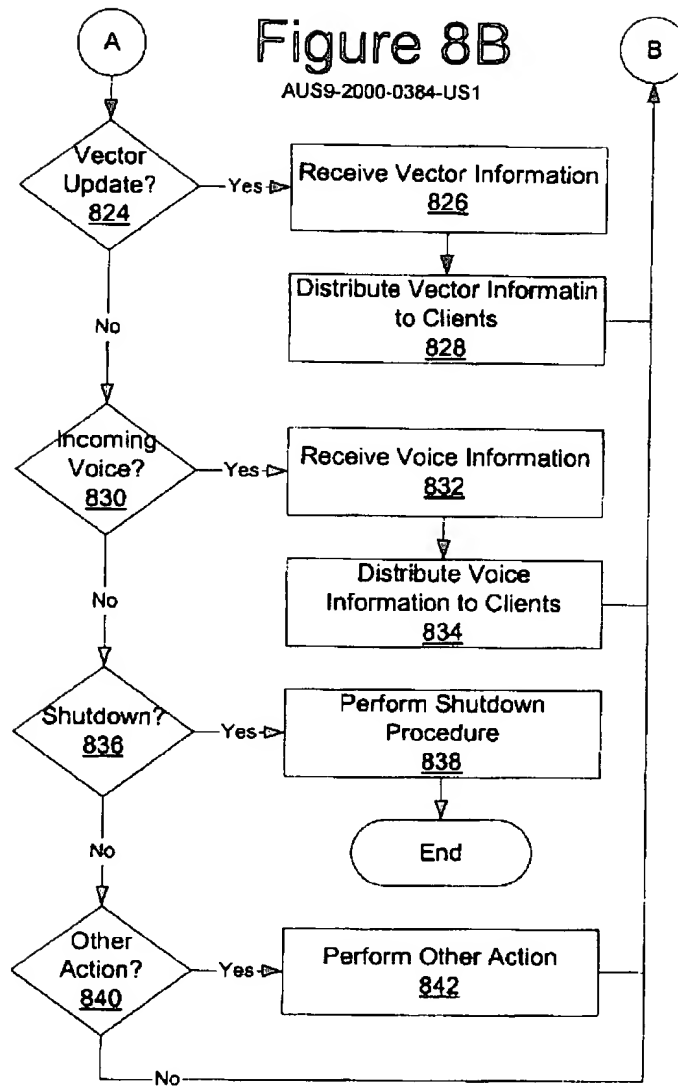 A
Figure 8B
B
AUS9-2000-0384-US1
Vector
Update?
824
Yes
Receive Vector Information
826
Distribute Vector Informatin
to Clients
828
No
Incoming
Voice?
830
Yes
Receive Voice Information
832
Distribute Voice
Information to Clients
834
No
Shutdown?
836
Yes
Perform Shutdown
Procedure
838
End
No
Other
Action?
840
Yes
Perform Other Action
842
No